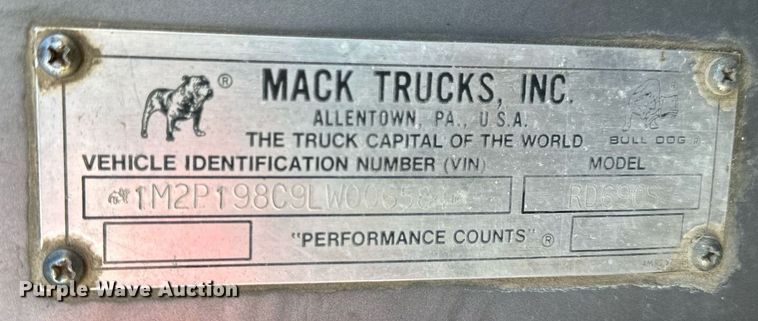 ® MACK TRUCKS, INC.
ALLENTOWN, PA., U.S.A.
THE TRUCK CAPITAL OF THE WORLD BULL DOG ®
VEHICLE IDENTIFICATION NUMBER (VIN) MODEL
"PERFORMANCE COUNTS" ®
Purple Wave Auction